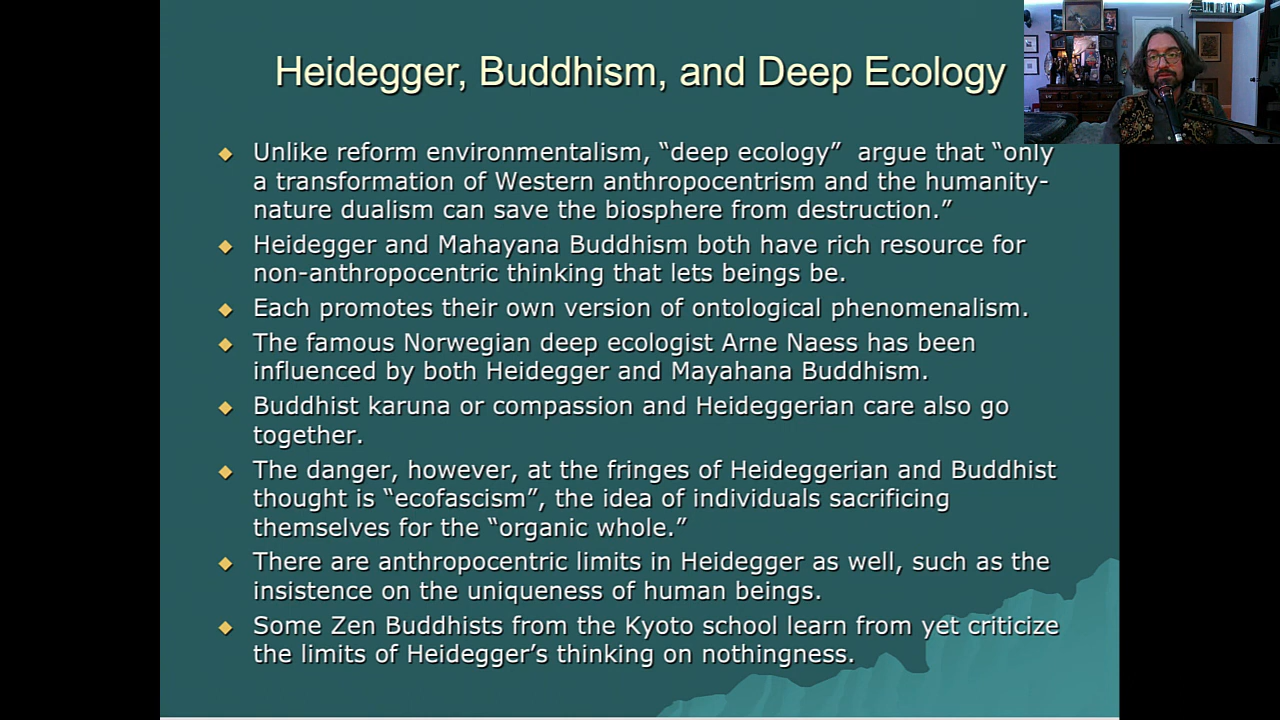 Heidegger, Buddhism, and Deep Ecology
Unlike reform environmentalism, “deep ecology”  argue that “only
a transformation of Western anthropocentrism and the humanity-
nature dualism can save the biosphere from destruction.”
Heidegger and Mahayana Buddhism both have rich resource for
non-anthropocentric thinking that lets beings be.
Each promotes their own version of ontological phenomenalism.
The famous Norwegian deep ecologist Arne Naess has been
influenced by both Heidegger and Mayahana Buddhism.
Buddhist karuna or compassion and Heideggerian care also go
together.
The danger, however, at the fringes of Heideggerian and Buddhist
thought is “ecofascism”, the idea of individuals sacrificing
themselves for the “organic whole.”
There are anthropocentric limits in Heidegger as well, such as the
insistence on the uniqueness of human beings.
Some Zen Buddhists from the Kyoto school learn from yet criticize
the limits of Heidegger’s thinking on nothingness.